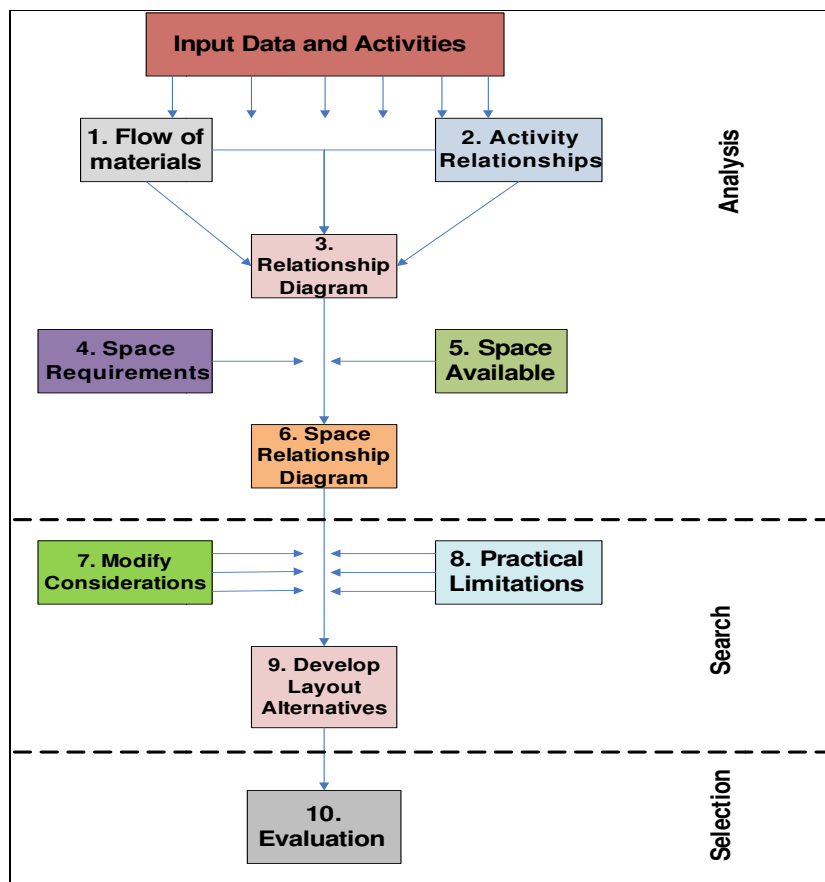 Input Data and Activities
1. Flow of
materials
2. Activity
Relationships
Analysis
3.
Relationship
Diagram
4. Space
Requirements
5. Space
Available
6. Space
Relationship
Diagram
7. Modify
Considerations
8. Practical
Limitations
Search
9. Develop
Layout
Alternatives
Selection
10.
Evaluation